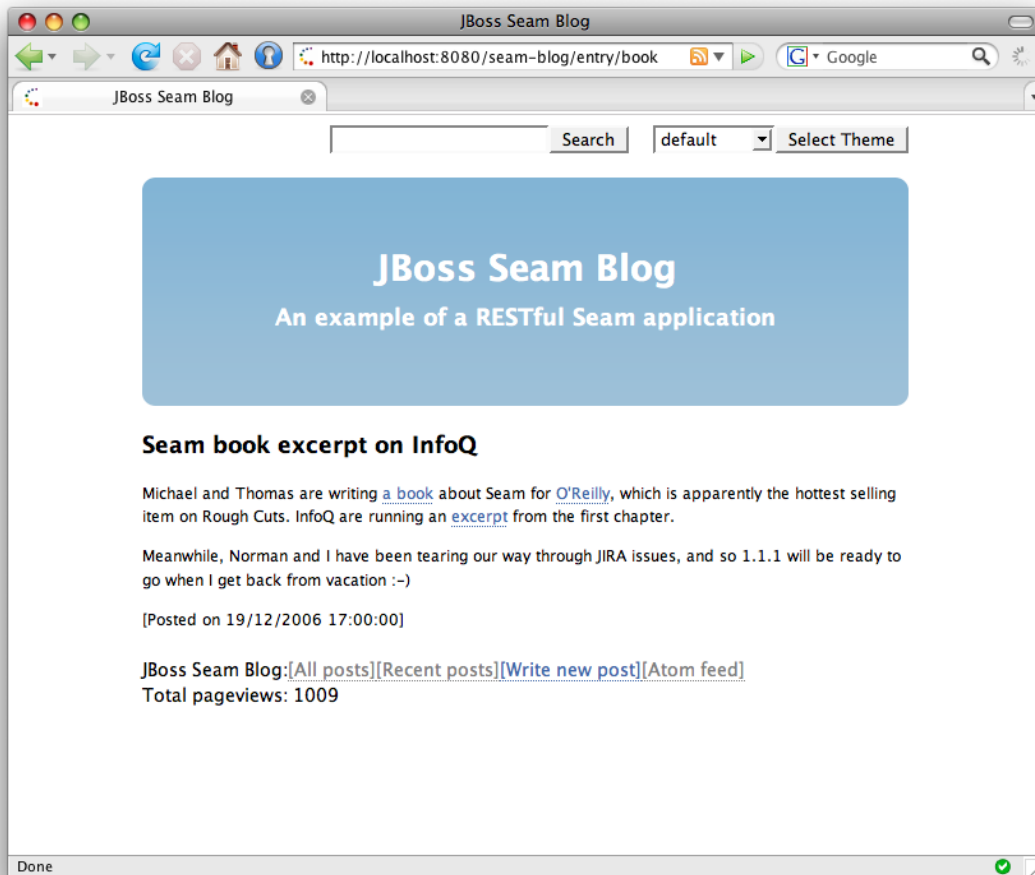 JBoss Seam Blog
http://localhost:8080/seam-blog/entry/book
G Google
JBoss Seam Blog
Search default Select Theme
JBoss Seam Blog
An example of a RESTful Seam application
Seam book excerpt on InfoQ
Michael and Thomas are writing a book about Seam for O'Reilly, which is apparently the hottest selling
item on Rough Cuts. InfoQ are running an excerpt from the first chapter.
Meanwhile, Norman and I have been tearing our way through JIRA issues, and so 1.1.1 will be ready to
go when I get back from vacation :-)
[Posted on 19/12/2006 17:00:00]
JBoss Seam Blog:[All posts][Recent posts][Write new post][Atom feed]
Total pageviews: 1009
Done